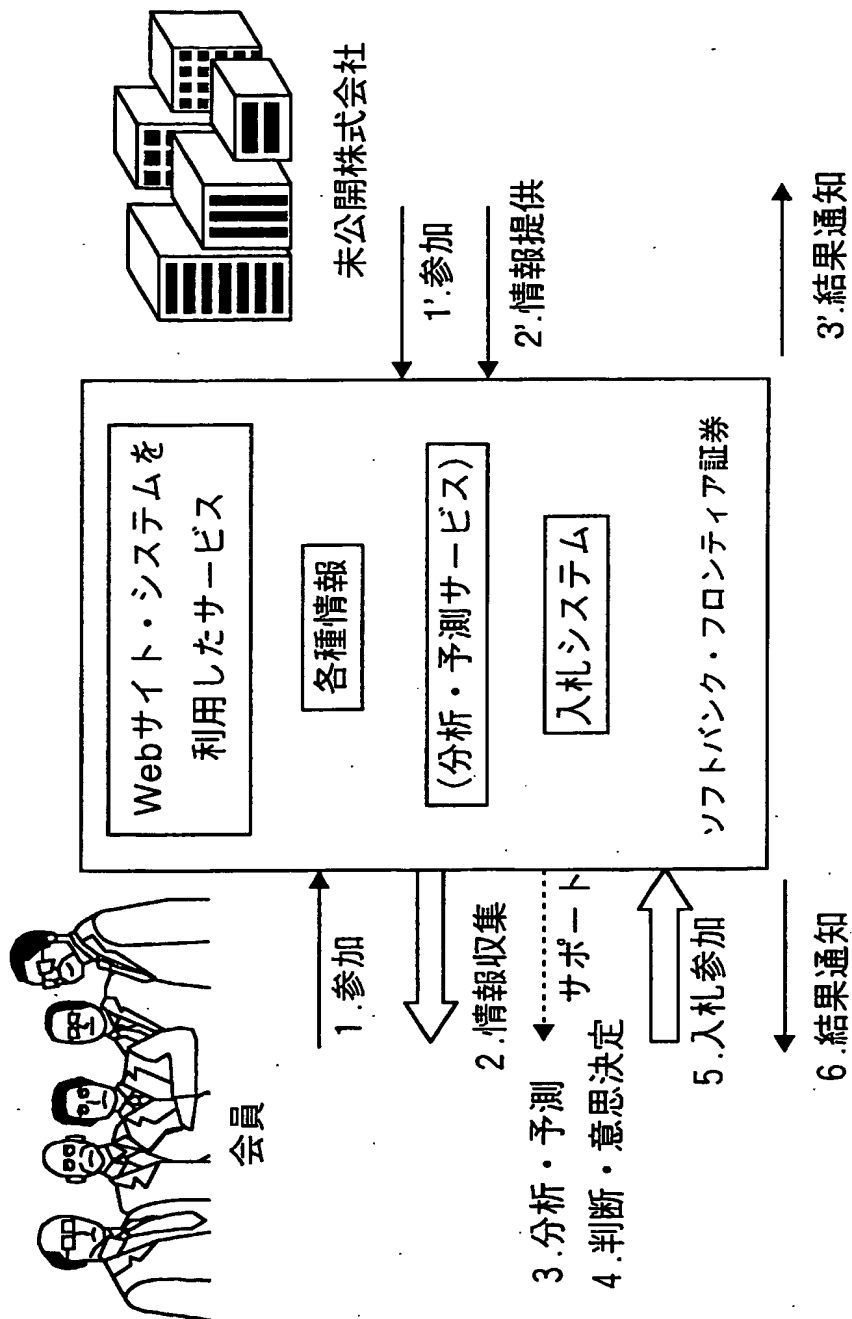 会員
1.参加
2.情報収集
3.分析・予測
4.判断・意思決定
サポート
5.入札参加
6.結果通知
Webサイト・システムを
利用したサービス
各種情報
(分析・予測サービス)
入札システム
ソフトバンク・フロンティア証券
未公開株式会社
1'.参加
2'.情報提供
3'.結果通知